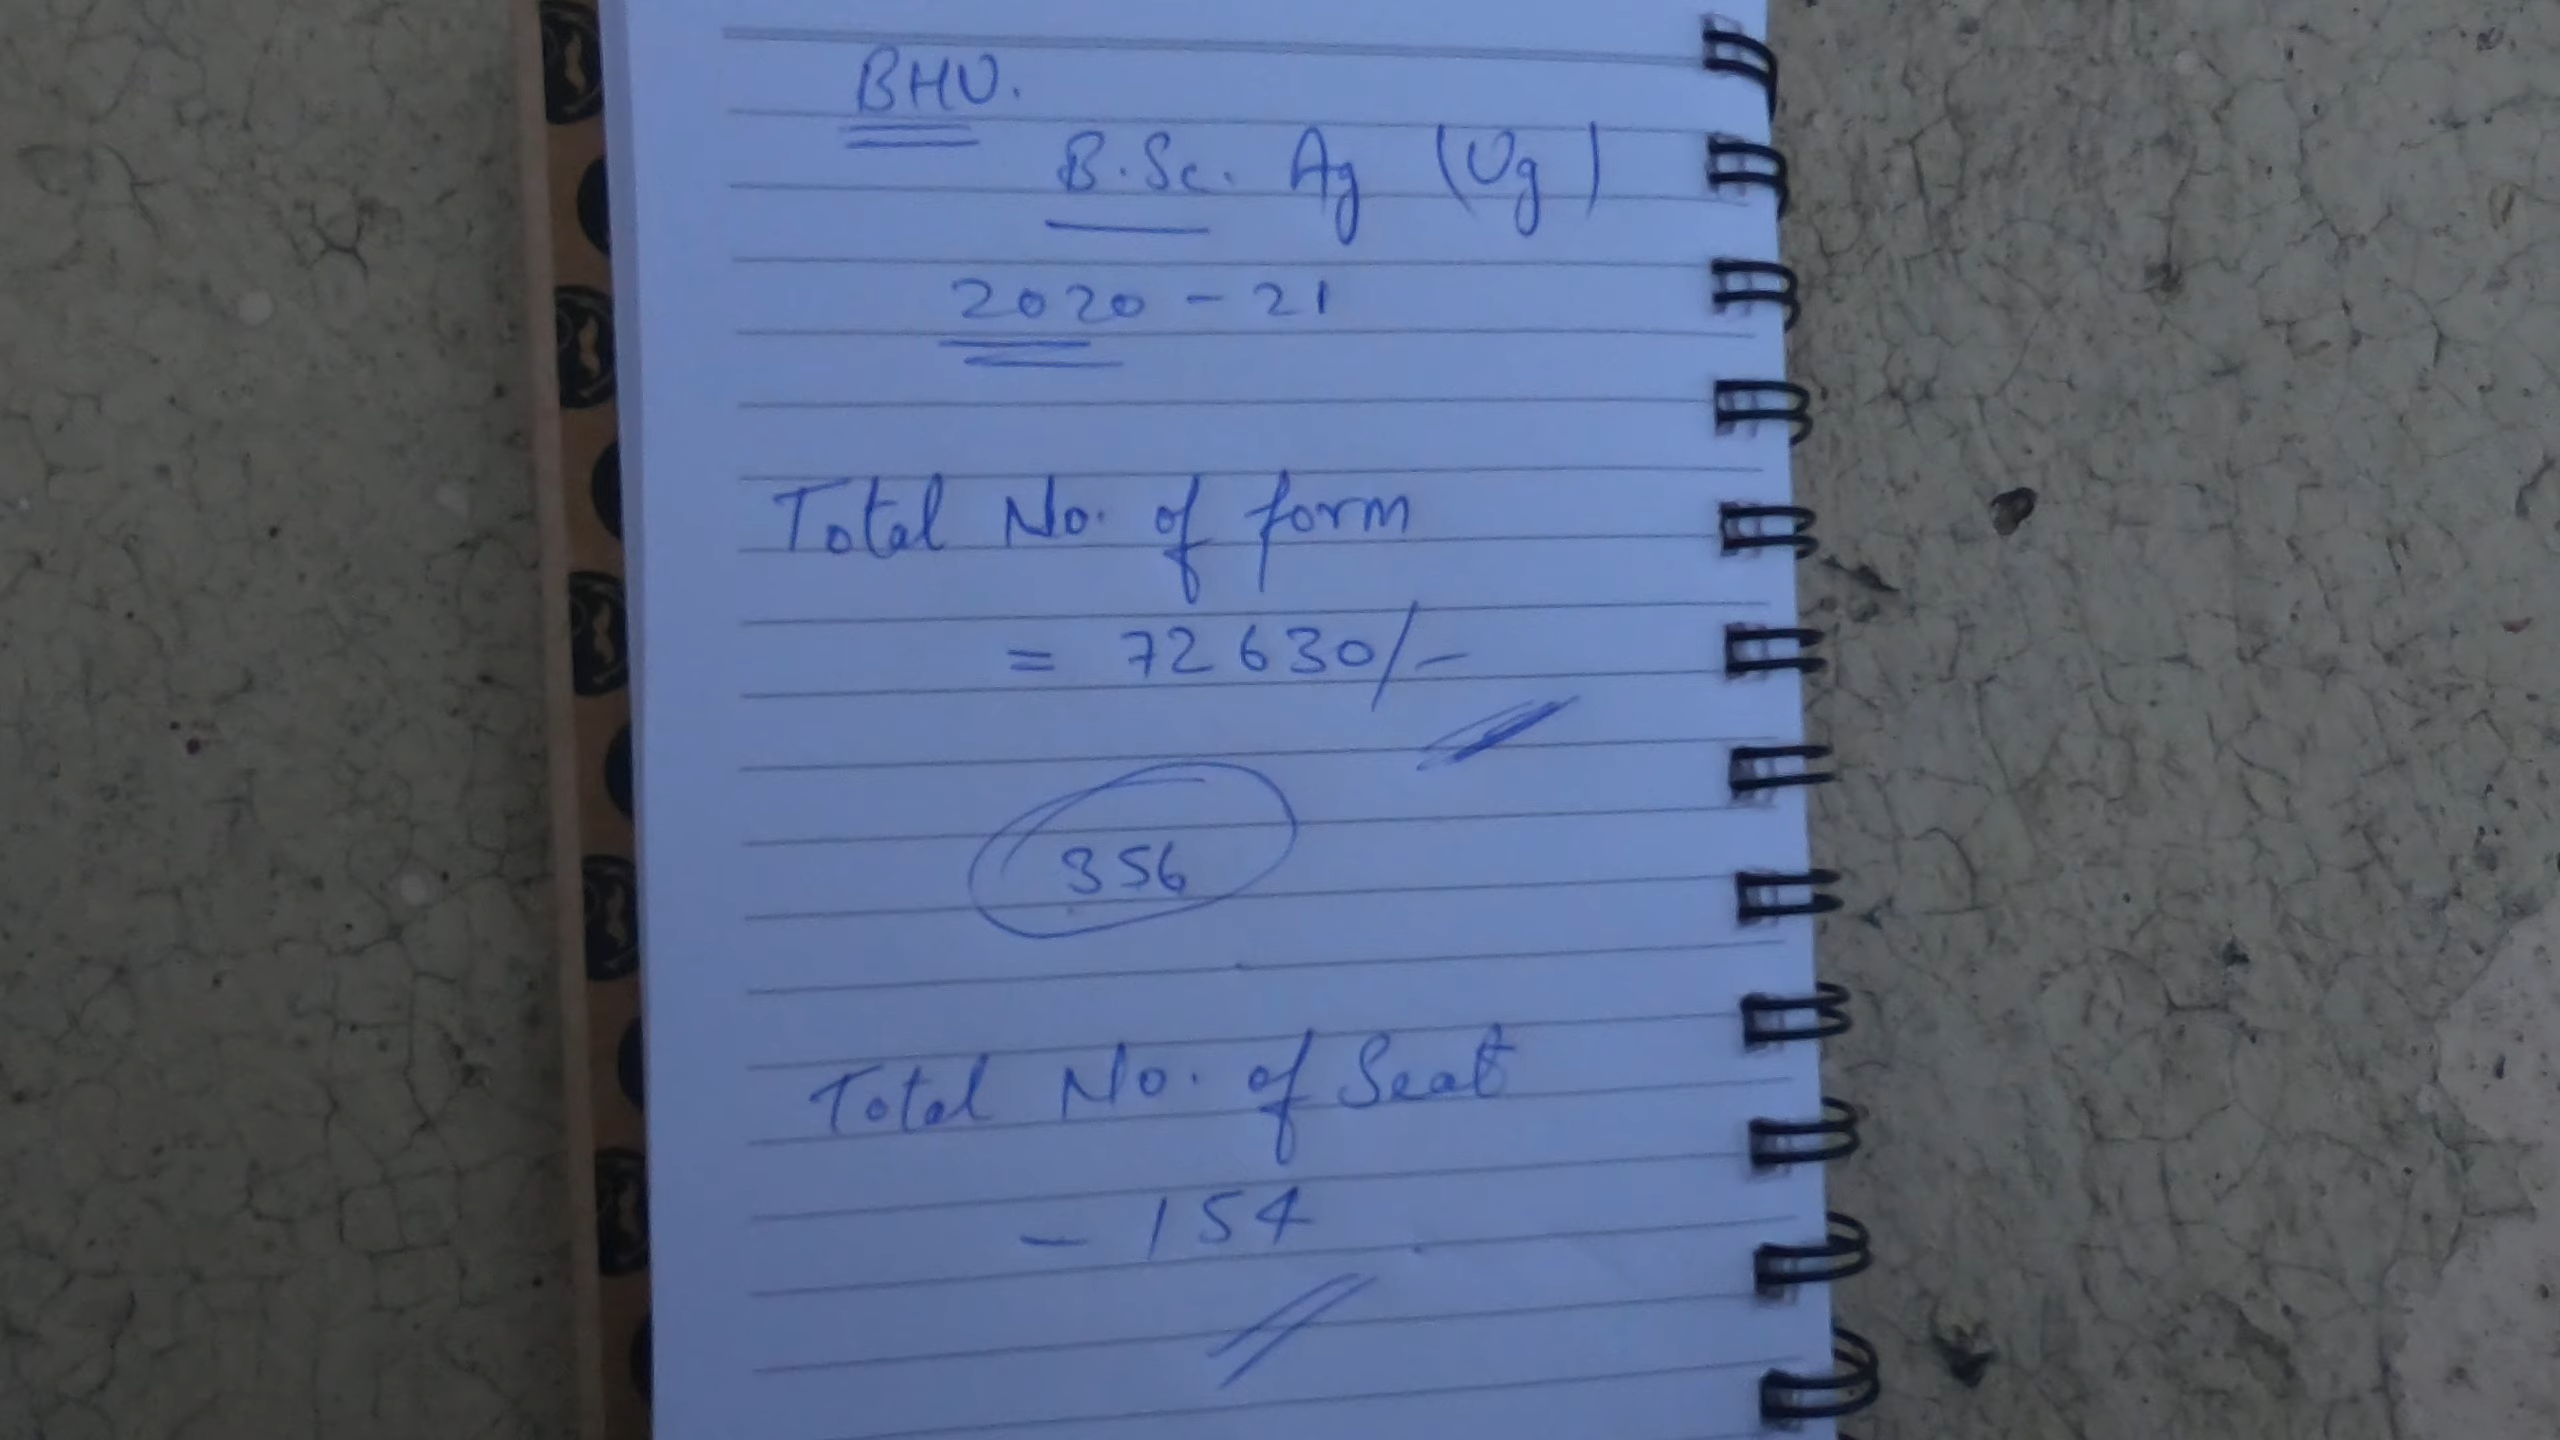 BHU.
B.Sc. Ag (Ug)
2020 - 21
Total No. of form
= 72630/-
356
Total No. of Seat
- 154